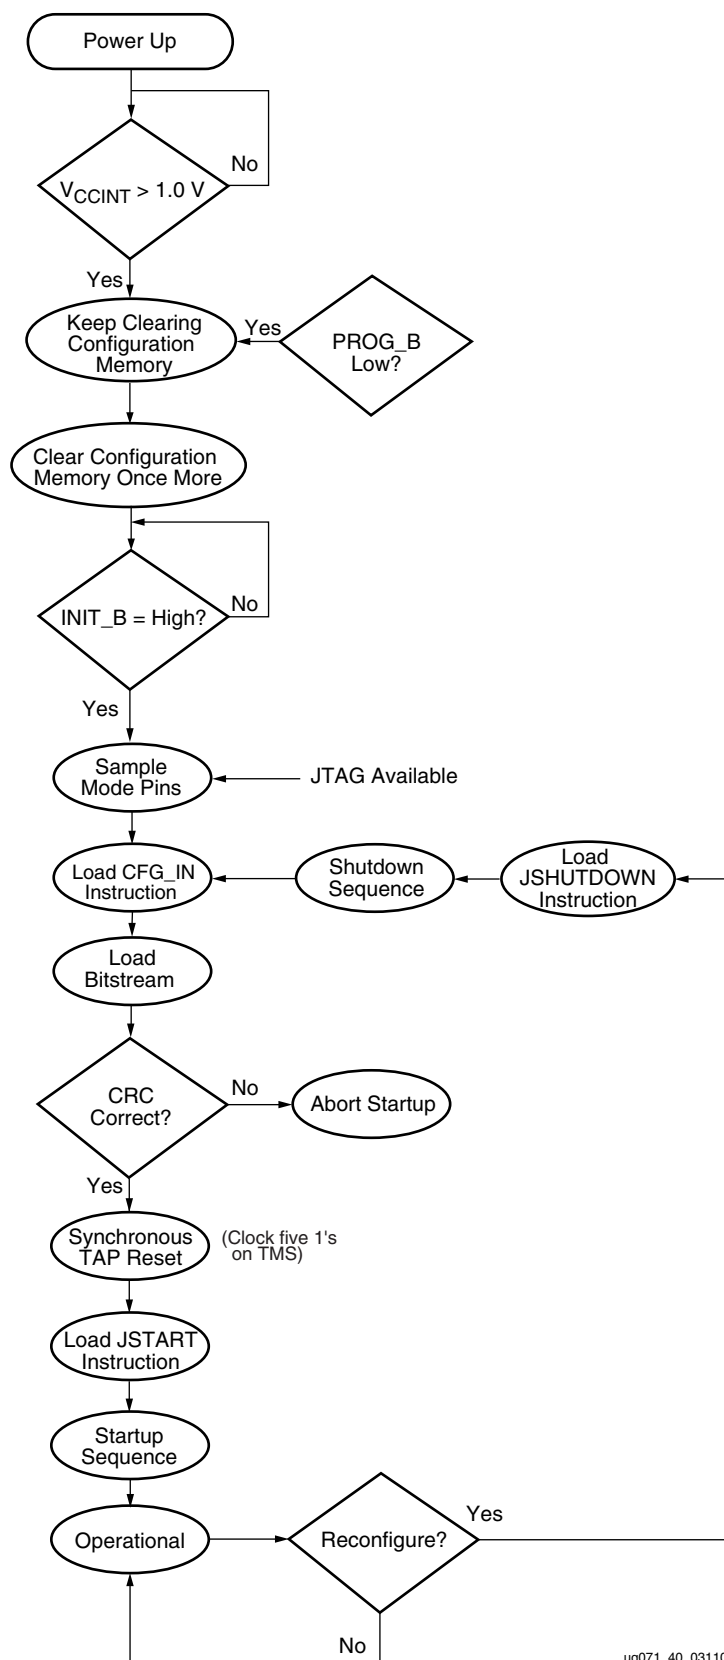 Power Up
No
VCCINT > 1.0 V
Yes
Keep Clearing
Configuration
Memory
Yes
PROG_B
Low?
Clear Configuration
Memory Once More
INIT_B = High?
No
Yes
Sample
Mode Pins
JTAG Available
Load CFG_IN
Instruction
Shutdown
Sequence
Load
JSHUTDOWN
Instruction
Load
Bitstream
CRC
Correct?
No
Abort Startup
Yes
Synchronous
TAP Reset
(Clock five 1's
on TMS)
Load JSTART
Instruction
Startup
Sequence
Operational
Reconfigure?
Yes
No
ug071_40_03110